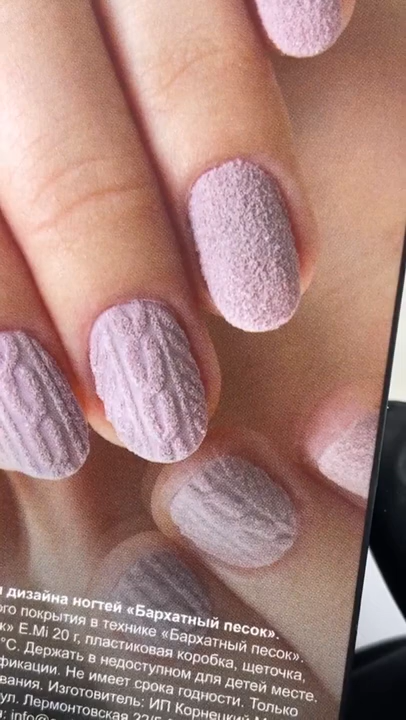 дизайна ногтей «Бархатный песок».
ого покрытия в технике «Бархатный песок».
к» E.Mi 20 г, пластиковая коробка, щеточка,
°С. Держать в недоступном для детей месте.
фикации. Не имеет срока годности. Только
вания. Изготовитель: ИП Корнецкий М
ул. Лермонтовская
info@